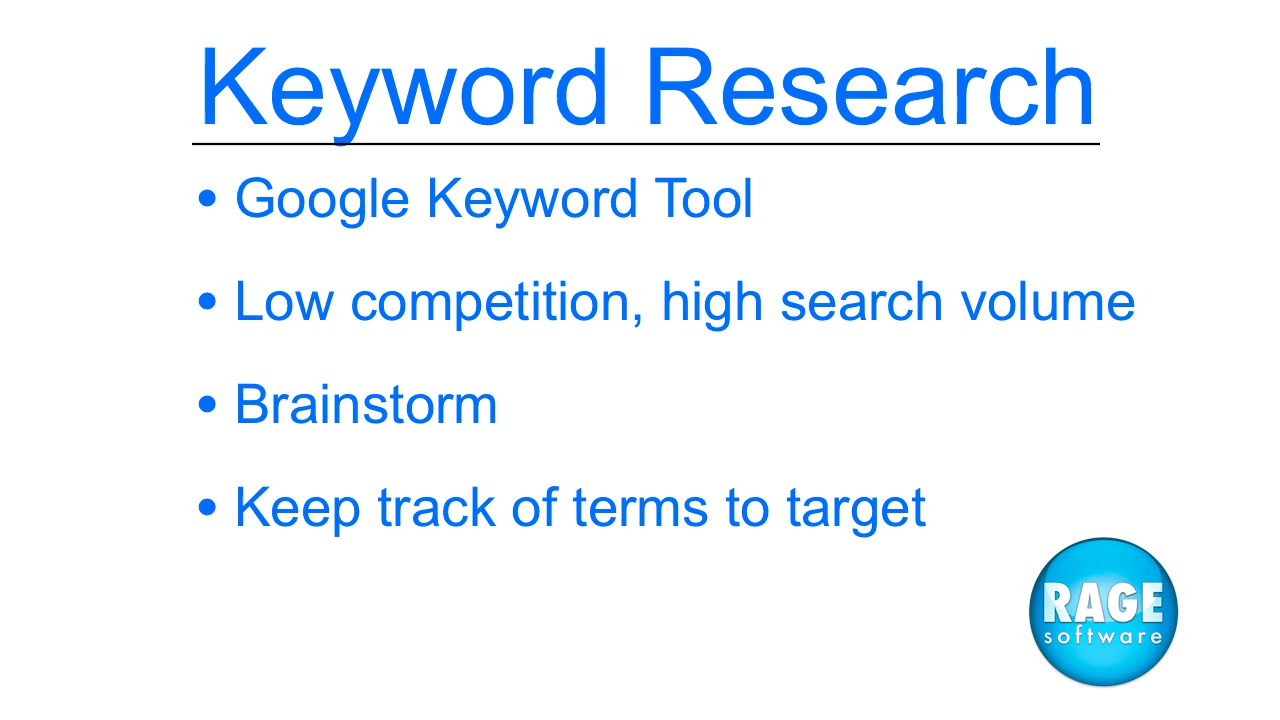 Keyword Research
• Google Keyword Tool
• Low competition, high search volume
• Brainstorm
• Keep track of terms to target
RAGE
software